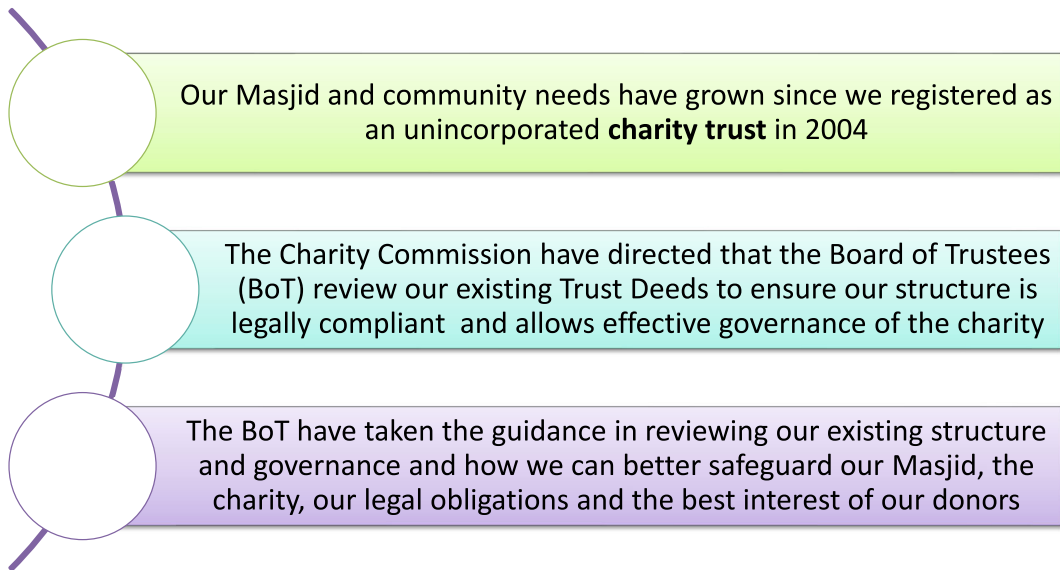 Our Masjid and community needs have grown since we registered as
an unincorporated charity trust in 2004
The Charity Commission have directed that the Board of Trustees
(BoT) review our existing Trust Deeds to ensure our structure is
legally compliant  and allows effective governance of the charity
The BoT have taken the guidance in reviewing our existing structure
and governance and how we can better safeguard our Masjid, the
charity, our legal obligations and the best interest of our donors